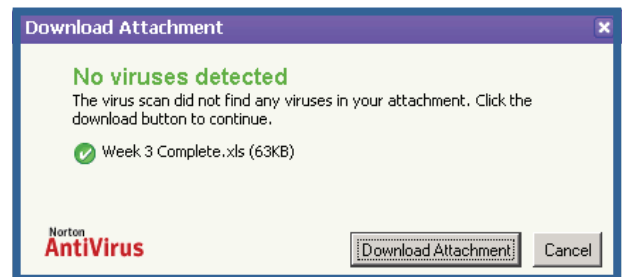 Download Attachment
No viruses detected
The virus scan did not find any viruses in your attachment. Click the
download button to continue.
Week 3 Complete.xls (63KB)
Norton
AntiVirus
Download Attachment
Cancel